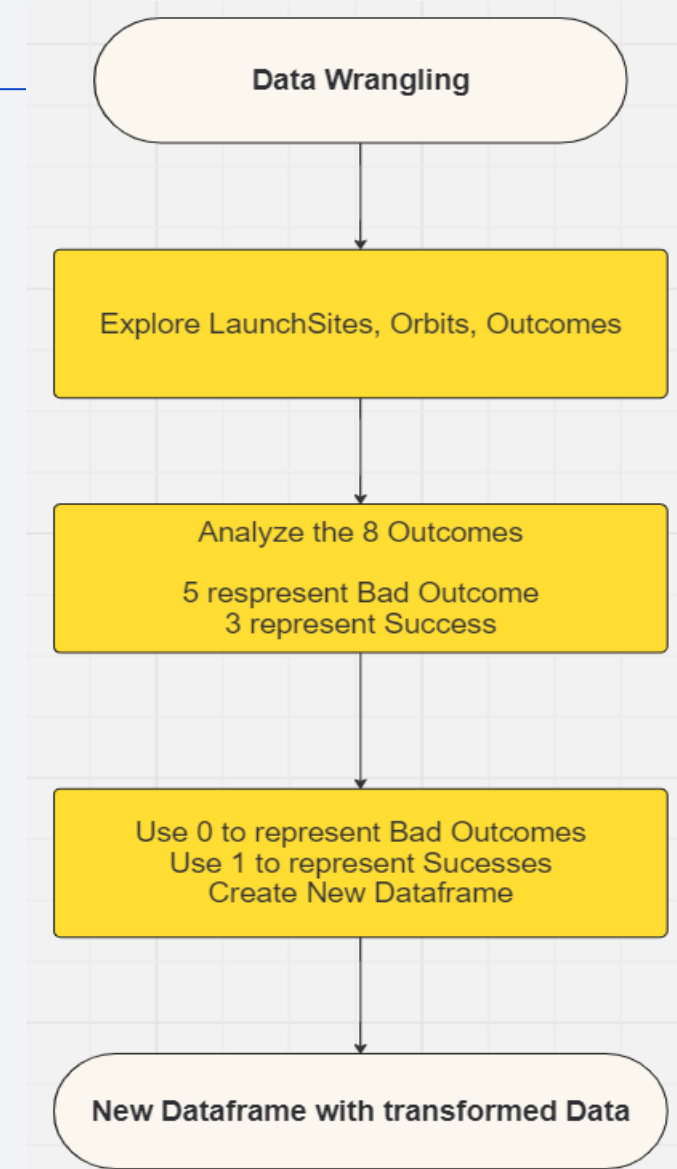 Data Wrangling
Explore LaunchSites, Orbits, Outcomes
Analyze the 8 Outcomes
5 respresent Bad Outcome
3 represent Success
Use 0 to represent Bad Outcomes
Use 1 to represent Sucesses
Create New Dataframe
New Dataframe with transformed Data